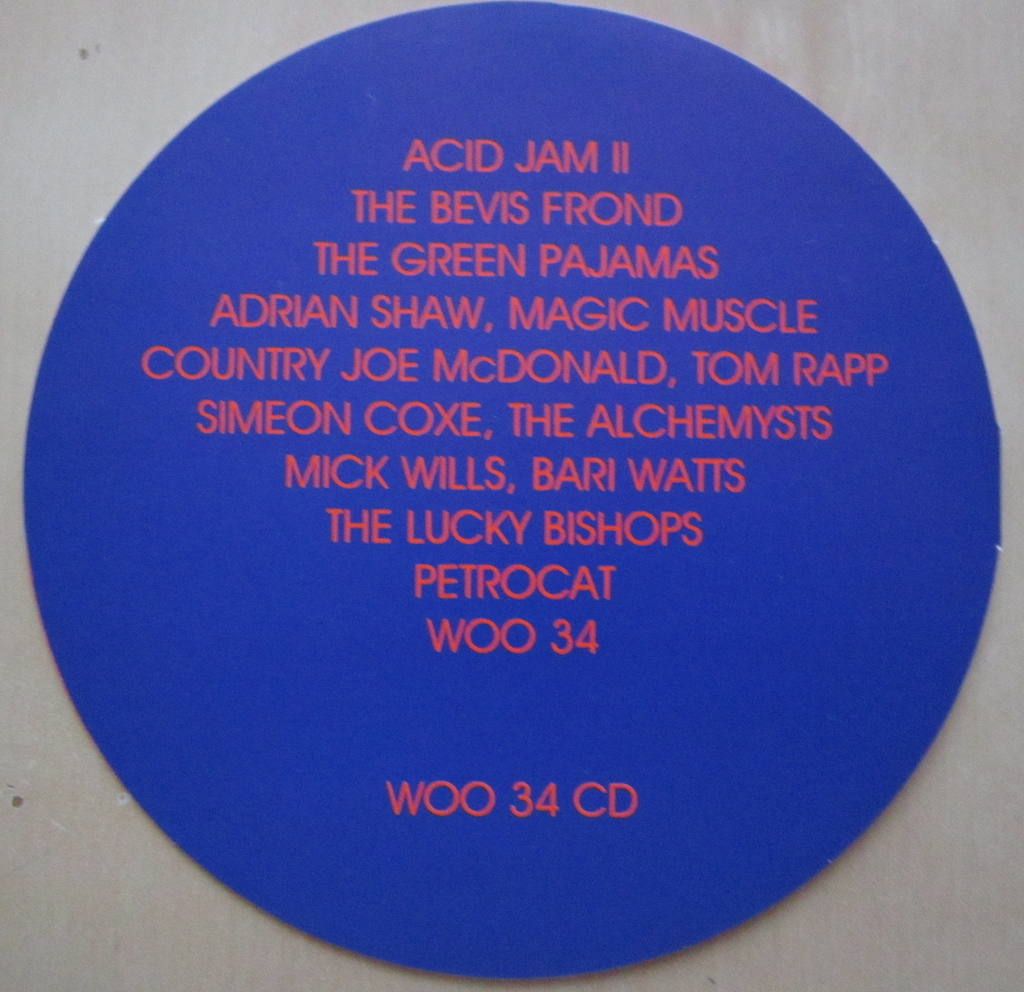 ACID JAM II
THE BEVIS FROND
THE GREEN PAJAMAS
ADRIAN SHAW, MAGIC MUSCLE
COUNTRY JOE McDONALD, TOM RAPP
SIMEON COXE, THE ALCHEMYSTS
MICK WILLS, BARI WATTS
THE LUCKY BISHOPS
PETROCAT
WOO 34
WOO 34 CD